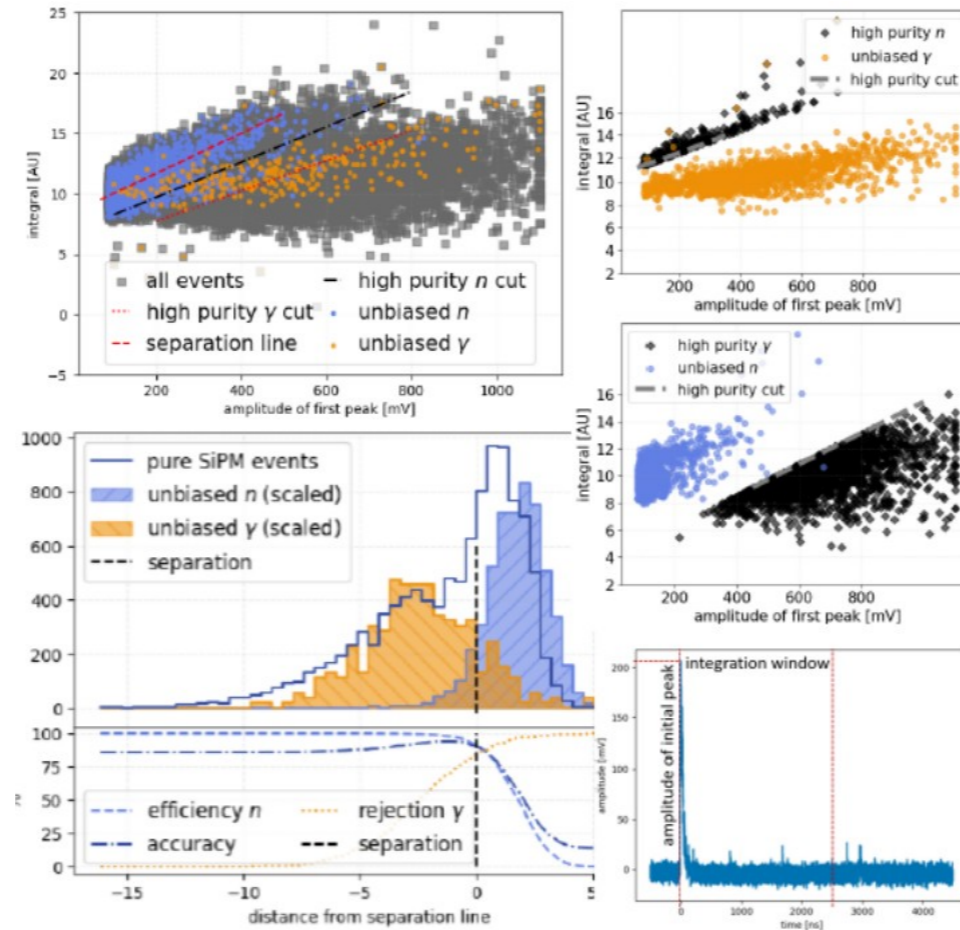 25
20
15
10
5
0
−5
integral [AU]
all events
high purity γ cut
separation line
high purity n cut
unbiased n
unbiased γ
200 400 600 800 1000
amplitude of first peak [mV]
high purity n
unbiased γ
high purity cut
16
14
12
10
8
6
4
2
integral [AU]
200 400 600 800
amplitude of first peak [mV]
high purity γ
unbiased n
high purity cut
16
14
12
10
8
6
4
2
integral [AU]
200 400 600 800
amplitude of first peak [mV]
1000
800
600
400
200
0
pure SiPM events
unbiased n (scaled)
unbiased γ (scaled)
separation
100
75
50
25
0
efficiency n
accuracy
rejection γ
separation
−15 −10 −5 0 5
distance from separation line
200
150
100
50
0
amplitude [mV]
amplitude of initial peak
integration window
0 1000 2000 3000 4000
time [ns]